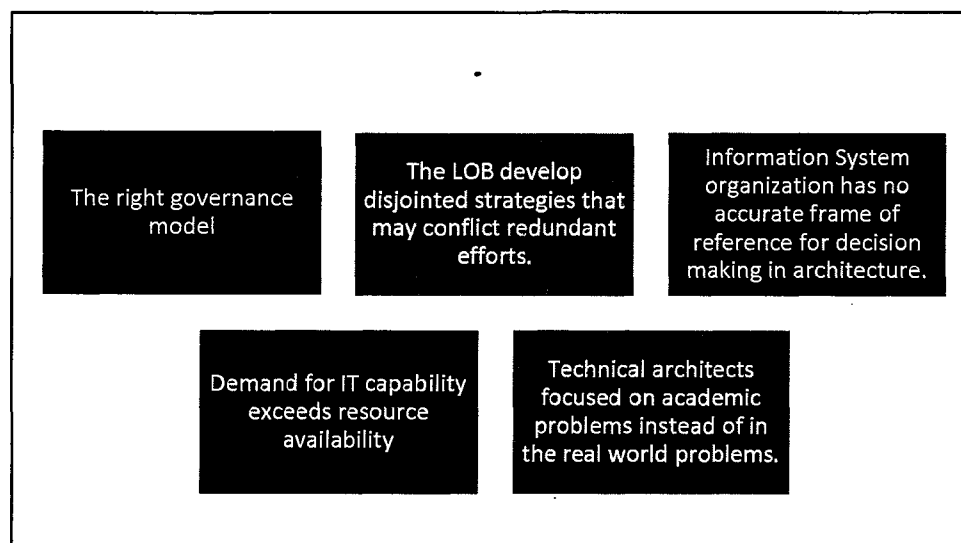 The right governance
model
The LOB develop
disjointed strategies that
may conflict redundant
efforts.
Information System
organization has no
accurate frame of
reference for decision
making in architecture.
Demand for IT capability
exceeds resource
availability
Technical architects
focused on academic
problems instead of in
the real world problems.